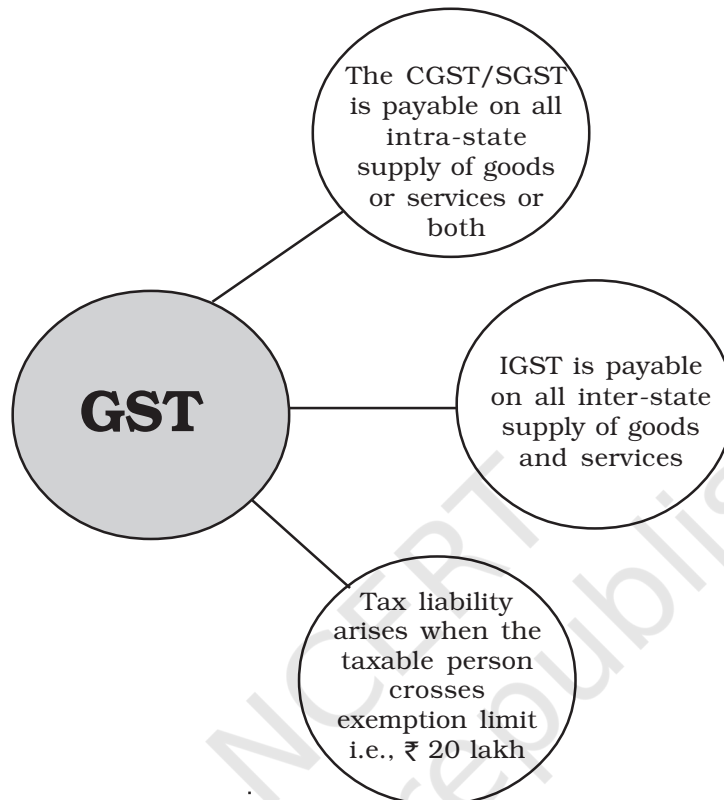 The CGST/SGST
is payable on all
intra-state
supply of goods
or services or
both
GST
IGST is payable
on all inter-state
supply of goods
and services
Tax liability
arises when the
taxable person
crosses
exemption limit
i.e., ₹ 20 lakh
NCERT
republis